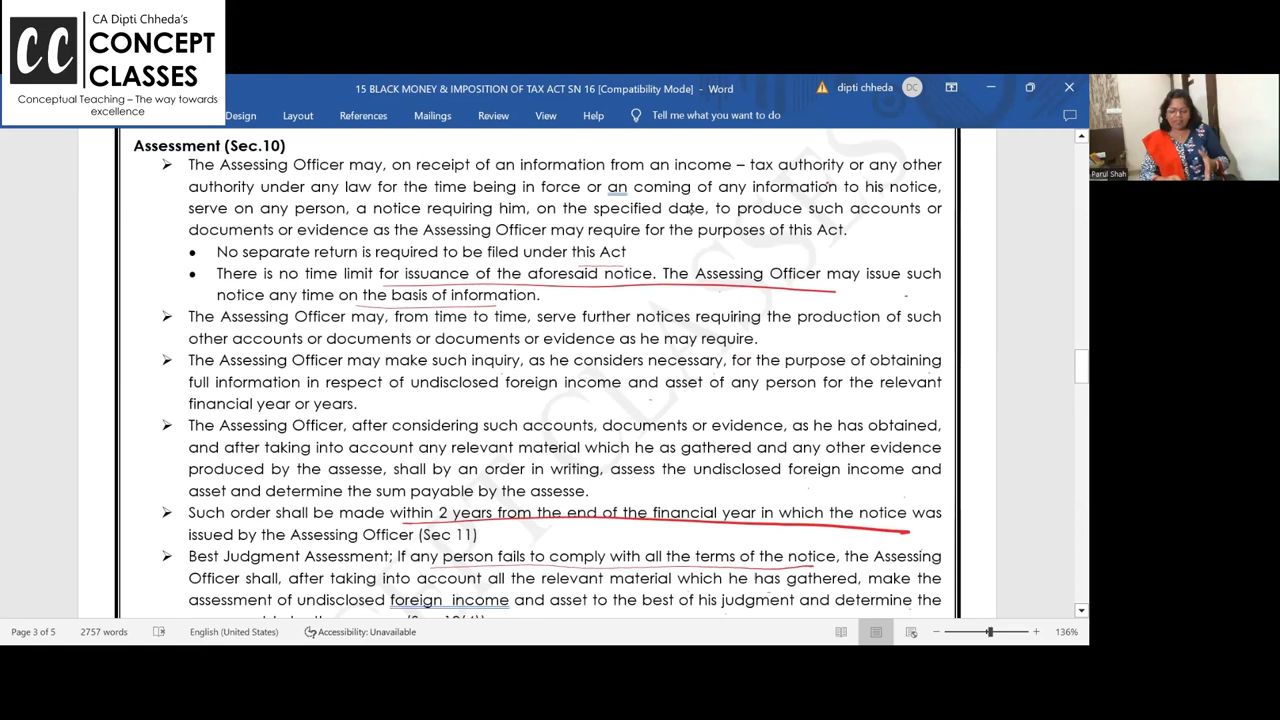 CA Dipti Chheda's
CC
CONCEPT
CLASSES
Conceptual Teaching – The way towards
excellence
15 BLACK MONEY & IMPOSITION OF TAX ACT SN 16 [Compatibility Mode] - Word
dipti chheda
DC
Design
Layout
References
Mailings
Review
View
Help
Tell me what you want to do
Parul Shah
Assessment (Sec.10)
➢ The Assessing Officer may, on receipt of an information from an income – tax authority or any other
authority under any law for the time being in force or an coming of any information to his notice,
serve on any person, a notice requiring him, on the specified date, to produce such accounts or
documents or evidence as the Assessing Officer may require for the purposes of this Act.
• No separate return is required to be filed under this Act
• There is no time limit for issuance of the aforesaid notice. The Assessing Officer may issue such
notice any time on the basis of information.
➢ The Assessing Officer may, from time to time, serve further notices requiring the production of such
other accounts or documents or documents or evidence as he may require.
➢ The Assessing Officer may make such inquiry, as he considers necessary, for the purpose of obtaining
full information in respect of undisclosed foreign income and asset of any person for the relevant
financial year or years.
➢ The Assessing Officer, after considering such accounts, documents or evidence, as he has obtained,
and after taking into account any relevant material which he as gathered and any other evidence
produced by the assesse, shall by an order in writing, assess the undisclosed foreign income and
asset and determine the sum payable by the assesse.
➢ Such order shall be made within 2 years from the end of the financial year in which the notice was
issued by the Assessing Officer (Sec 11)
➢ Best Judgment Assessment; If any person fails to comply with all the terms of the notice, the Assessing
Officer shall, after taking into account all the relevant material which he has gathered, make the
assessment of undisclosed foreign income and asset to the best of his judgment and determine the
Page 3 of 5
2757 words
English (United States)
Accessibility: Unavailable
136%